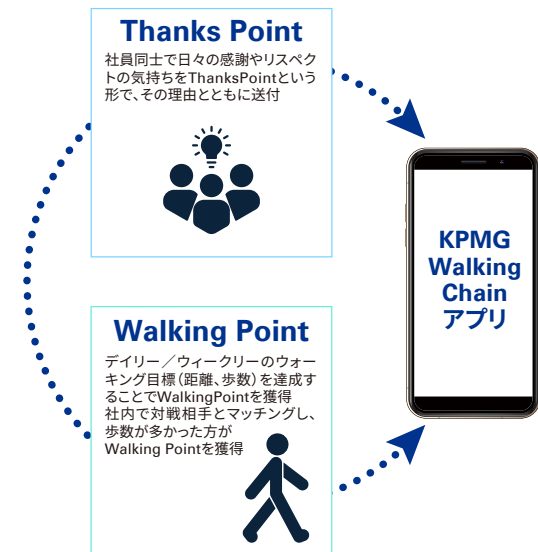 Thanks Point
社員同士で日々の感謝やリスペク
トの気持ちをThanksPointという
形で、その理由とともに送付
KPMG
Walking
Chain
アプリ
Walking Point
デイリー／ウィークリーのウォー
キング目標（距離、歩数）を達成す
ることでWalkingPointを獲得
社内で対戦相手とマッチングし、
歩数が多かった方が
Walking Pointを獲得